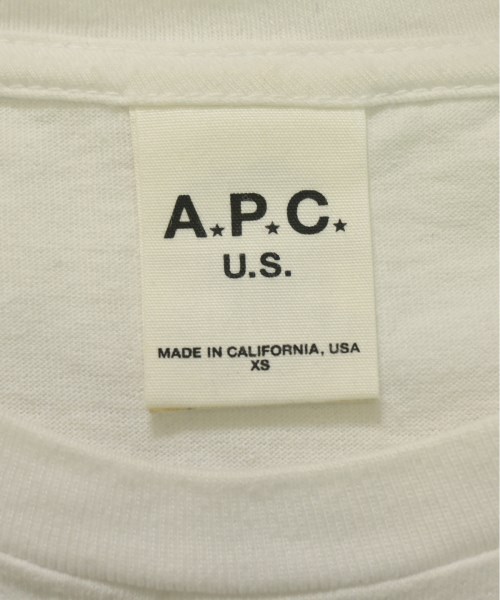 A★P★C★
U.S.
MADE IN CALIFORNIA, USA
XS